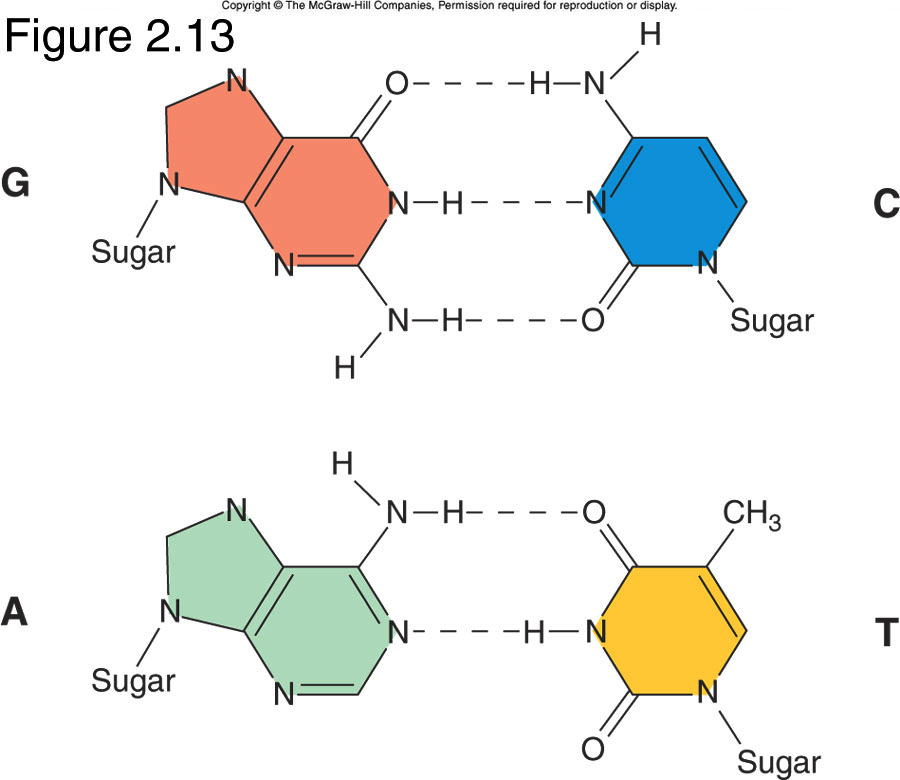 Copyright © The McGraw-Hill Companies, Permission required for reproduction or display.
Figure 2.13
H
N
O
H–N
G
N
N–H
N
C
Sugar
N
N
N–H
O
Sugar
H
H
N
N–H
O
CH3
A
N
N
H–N
T
Sugar
N
N
O
Sugar